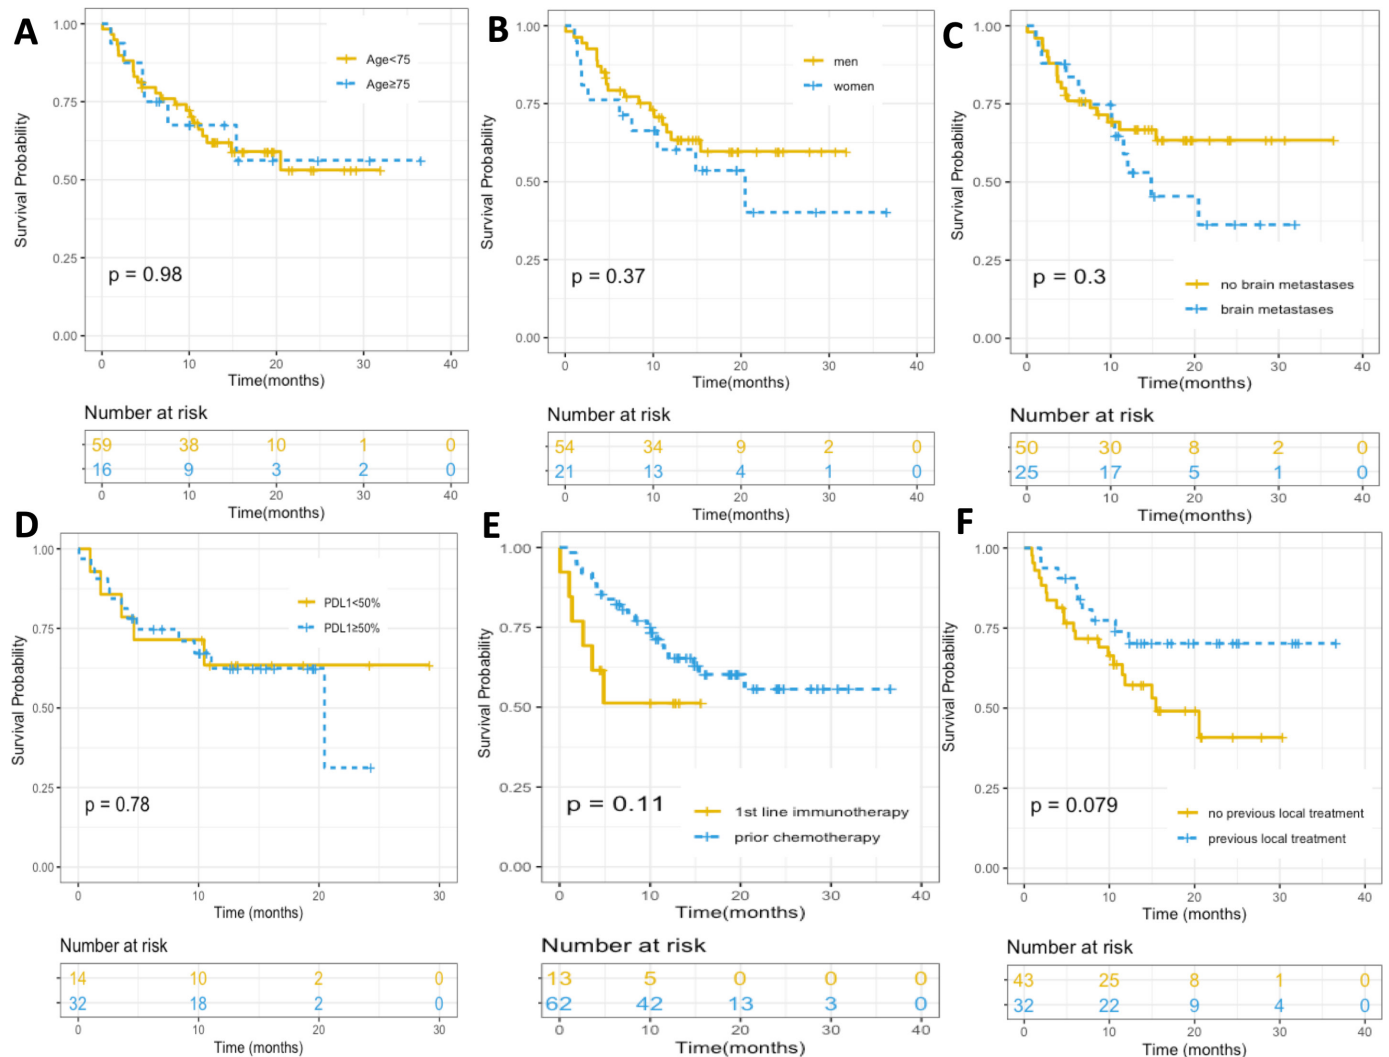 A
1.00
0.75
0.50
0.25
0.00
Survival Probability
Age<75
Age≥75
p = 0.98
0 10 20 30 40
Time(months)
Number at risk
59 38 10 1 0
16 9 3 2 0
0 10 20 30 40
Time(months)
B
1.00
0.75
0.50
0.25
0.00
Survival Probability
men
women
p = 0.37
0 10 20 30 40
Time(months)
Number at risk
54 34 9 2 0
21 13 4 1 0
0 10 20 30 40
Time(months)
C
1.00
0.75
0.50
0.25
0.00
Survival Probability
p = 0.3
no brain metastases
brain metastases
0 10 20 30 40
Time(months)
Number at risk
50 30 8 2 0
25 17 5 1 0
0 10 20 30 40
Time(months)
D
1.00
0.75
0.50
0.25
0.00
Survival Probability
PDL1<50%
PDL1≥50%
p = 0.78
0 10 20 30
Time (months)
Number at risk
14 10 2 0
32 18 2 0
0 10 20 30
Time (months)
E
1.00
0.75
0.50
0.25
0.00
Survival Probability
p = 0.11
1st line immunotherapy
prior chemotherapy
0 10 20 30 40
Time(months)
Number at risk
13 5 0 0 0
62 42 13 3 0
0 10 20 30 40
Time(months)
F
1.00
0.75
0.50
0.25
0.00
Survival Probability
p = 0.079
no previous local treatment
previous local treatment
0 10 20 30 40
Time (months)
Number at risk
43 25 8 1 0
32 22 9 4 0
0 10 20 30 40
Time (months)